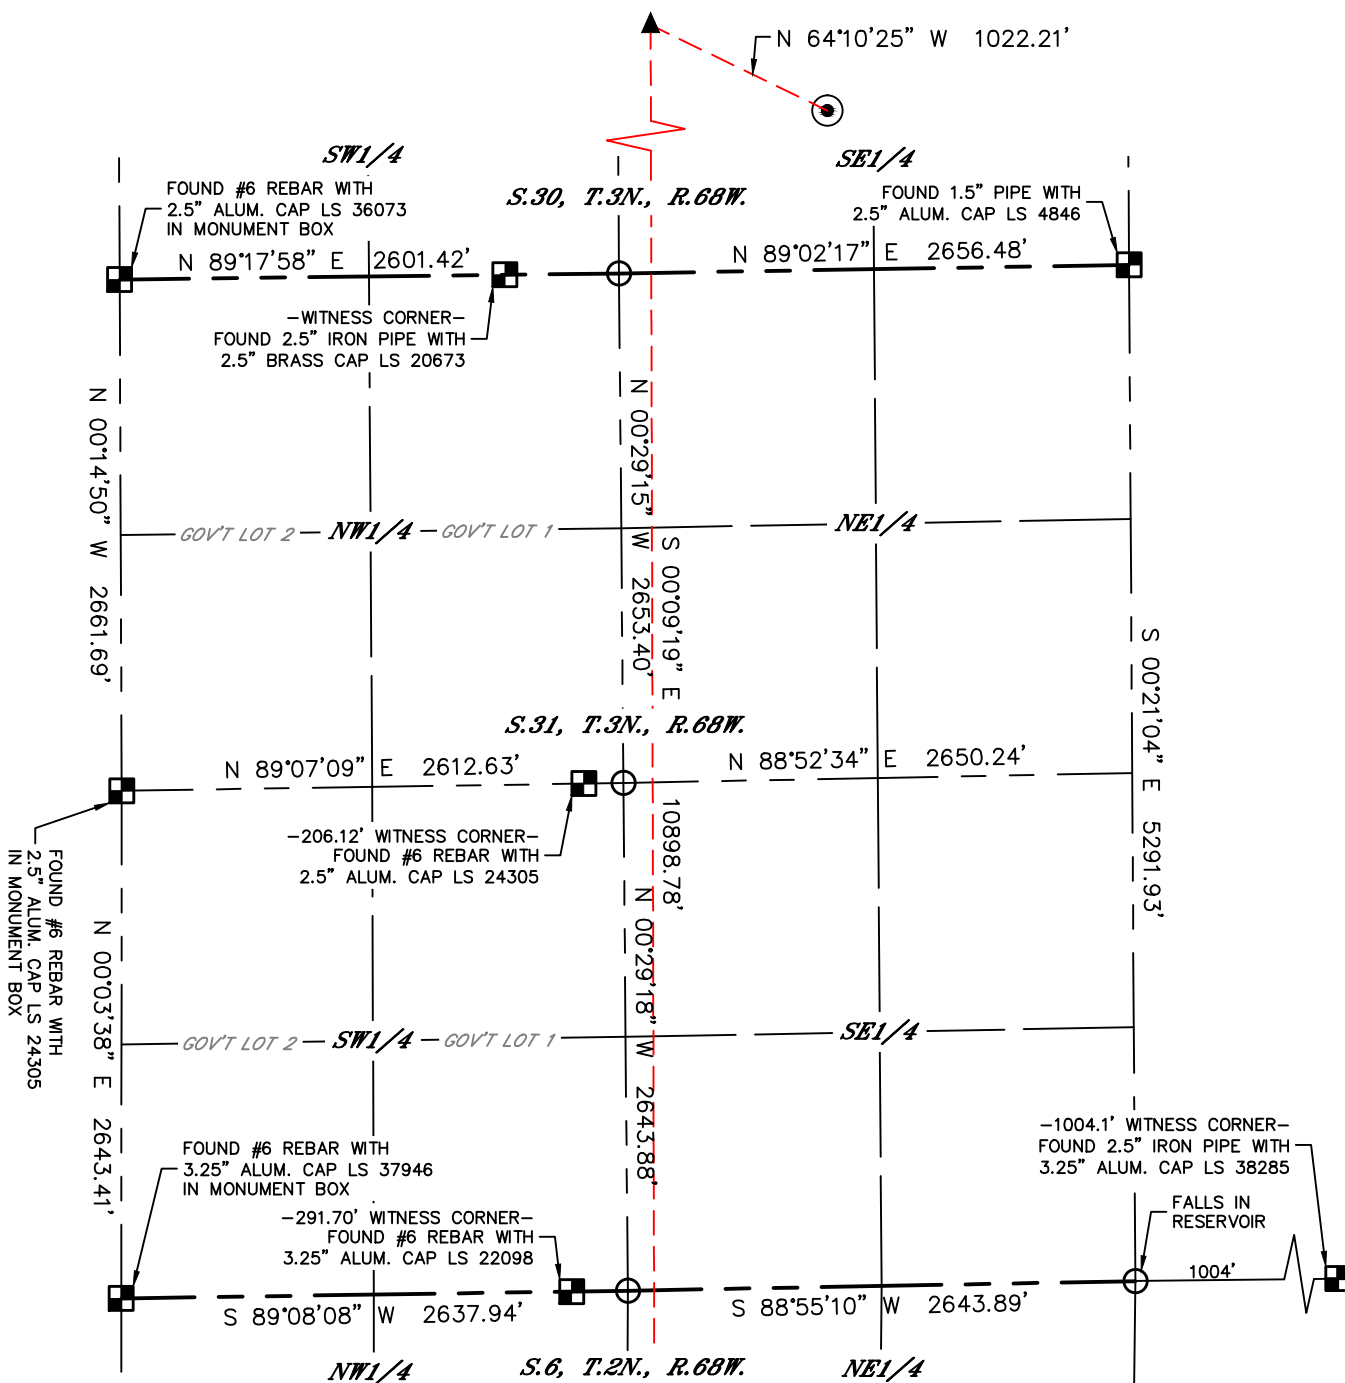 N 64°10'25" W 1022.21'
SW1/4
SE1/4
FOUND #6 REBAR WITH
2.5" ALUM. CAP LS 36073
IN MONUMENT BOX
S.30, T.3N., R.68W.
FOUND 1.5" PIPE WITH
2.5" ALUM. CAP LS 4846
N 89°17'58" E 2601.42'
N 89°02'17" E 2656.48'
-WITNESS CORNER-
FOUND 2.5" IRON PIPE WITH
2.5" BRASS CAP LS 20673
N 00°14'50" W 2661.69'
N 00°29'15" W 2653.40'
S 00°09'19" E 10898.78'
GOV'T LOT 2
NW1/4
GOV'T LOT 1
NE1/4
S 00°21'04" E 5291.93'
S.31, T.3N., R.68W.
N 89°07'09" E 2612.63'
N 88°52'34" E 2650.24'
-206.12' WITNESS CORNER-
FOUND #6 REBAR WITH
2.5" ALUM. CAP LS 24305
FOUND #6 REBAR WITH
2.5" ALUM. CAP LS 24305
IN MONUMENT BOX
N 00°03'38" E 2643.41'
N 00°29'18" W 2643.88'
GOV'T LOT 2
SW1/4
GOV'T LOT 1
SE1/4
FOUND #6 REBAR WITH
3.25" ALUM. CAP LS 37946
IN MONUMENT BOX
-1004.1' WITNESS CORNER-
FOUND 2.5" IRON PIPE WITH
3.25" ALUM. CAP LS 38285
FALLS IN
RESERVOIR
-291.70' WITNESS CORNER-
FOUND #6 REBAR WITH
3.25" ALUM. CAP LS 22098
1004'
S 89°08'08" W 2637.94'
S 88°55'10" W 2643.89'
NW1/4
S.6, T.2N., R.68W.
NE1/4